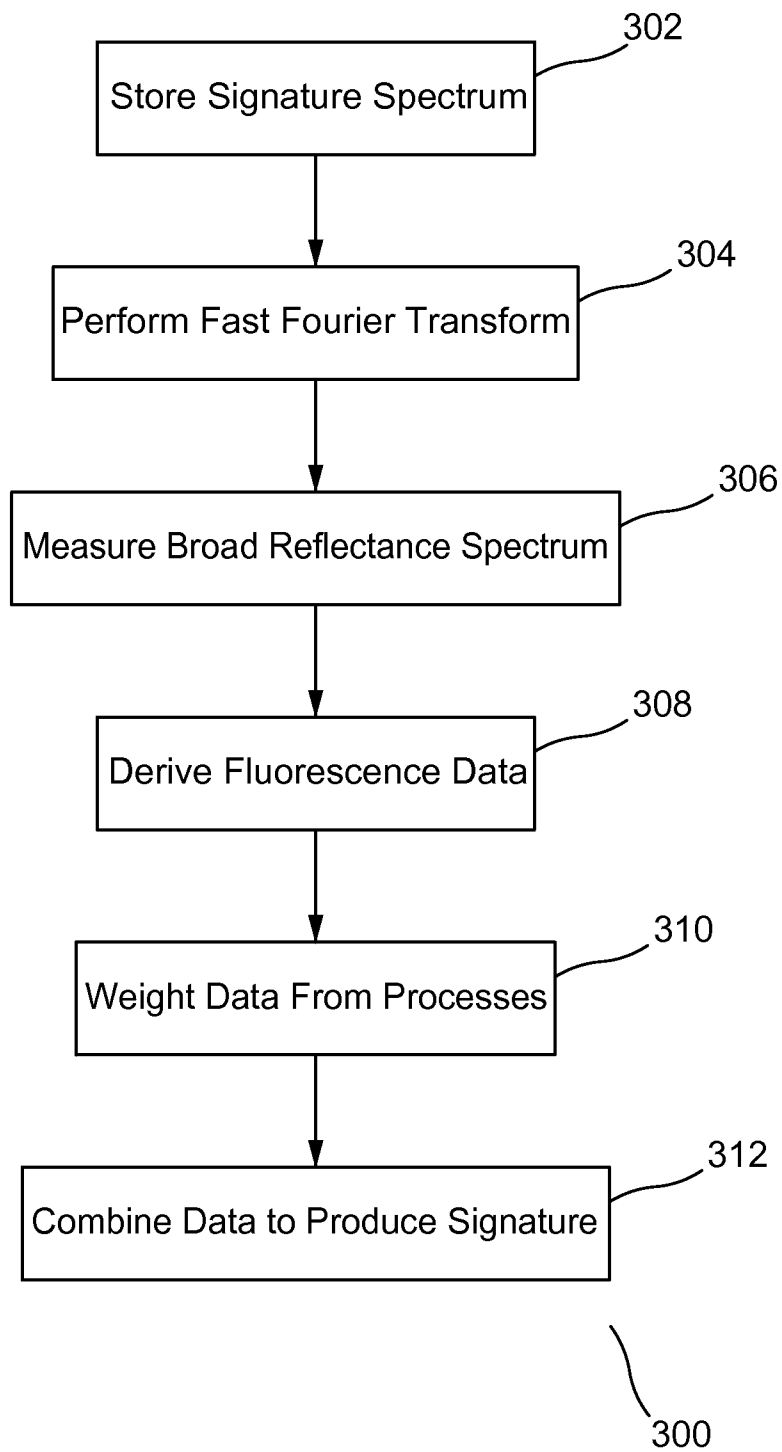 302
Store Signature Spectrum
304
Perform Fast Fourier Transform
306
Measure Broad Reflectance Spectrum
308
Derive Fluorescence Data
310
Weight Data From Processes
312
Combine Data to Produce Signature
300